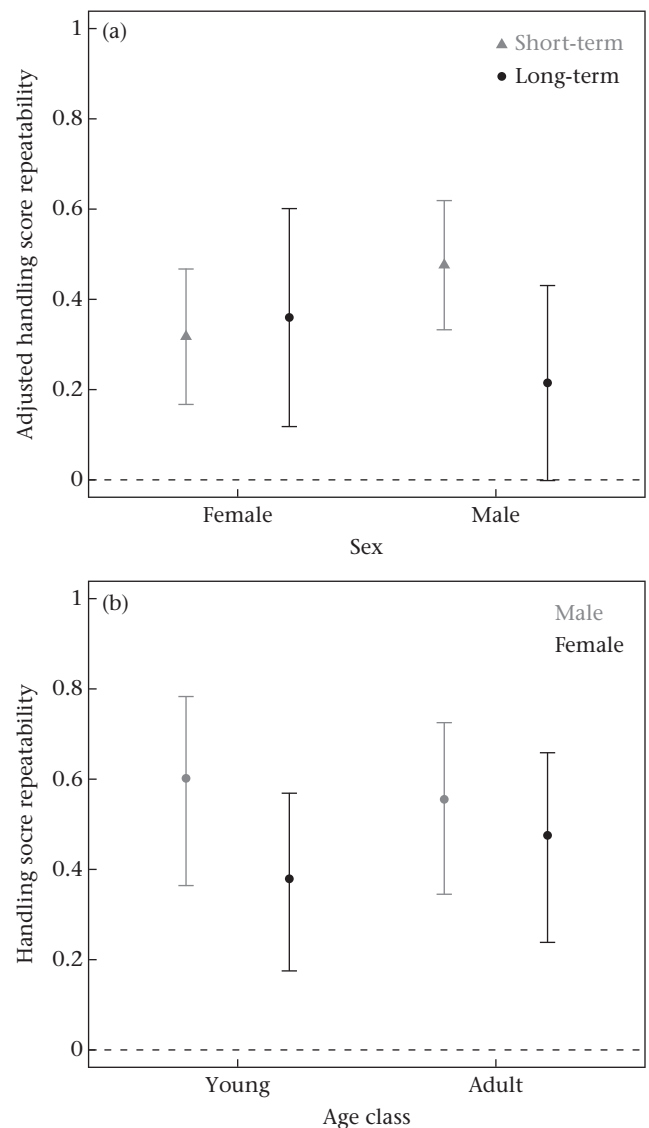 (a)
Short-term
Long-term
1
0.8
0.6
0.4
0.2
0
Adjusted handling score repeatability
Female Male
Sex
(b)
Male
Female
1
0.8
0.6
0.4
0.2
0
Handling socre repeatability
Young Adult
Age class